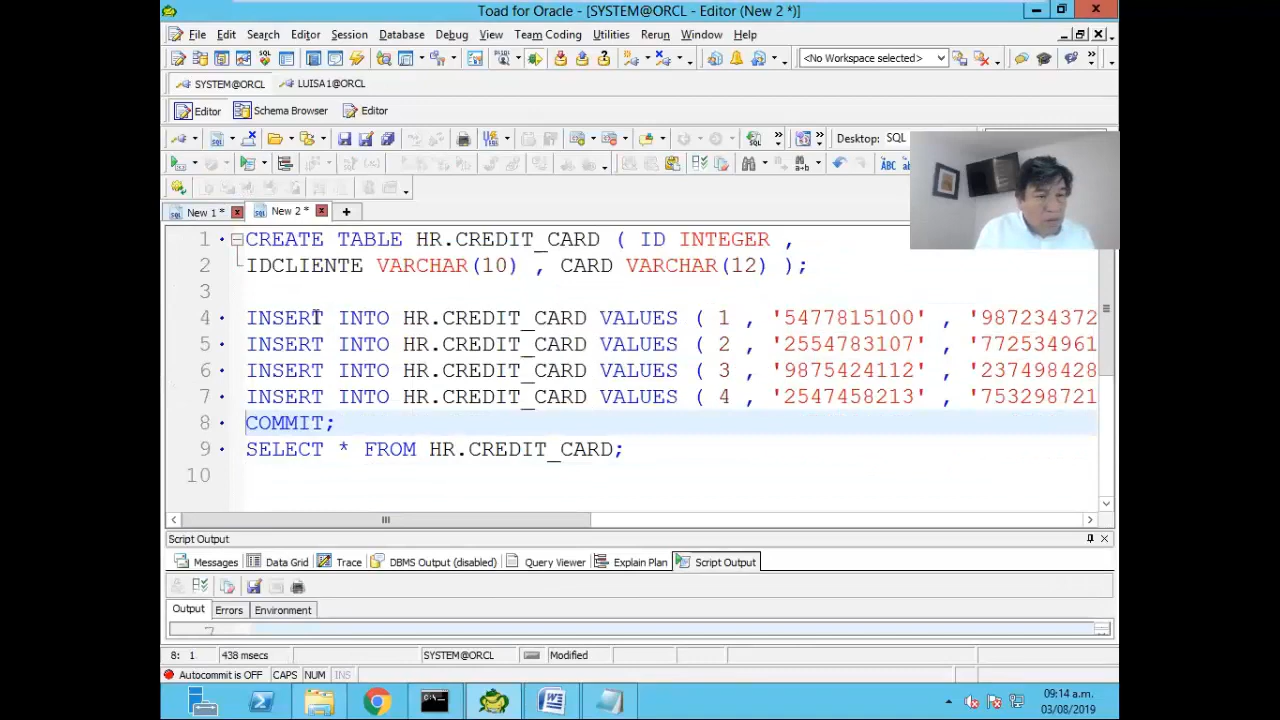 Toad for Oracle - [SYSTEM@ORCL - Editor (New 2 *)]
File Edit Search Editor Session Database Debug View Team Coding Utilities Rerun Window Help
<No Workspace selected>
SYSTEM@ORCL LUISA1@ORCL
Editor Schema Browser Editor
Desktop: SQL
New 1 * New 2 *
1 CREATE TABLE HR.CREDIT_CARD ( ID INTEGER ,
2 IDCLIENTE VARCHAR(10) , CARD VARCHAR(12) );
3
4 INSERT INTO HR.CREDIT_CARD VALUES ( 1 , '5477815100' , '987234372
5 INSERT INTO HR.CREDIT_CARD VALUES ( 2 , '2554783107' , '772534961
6 INSERT INTO HR.CREDIT_CARD VALUES ( 3 , '9875424112' , '237498428
7 INSERT INTO HR.CREDIT_CARD VALUES ( 4 , '2547458213' , '753298721
8 COMMIT;
9 SELECT * FROM HR.CREDIT_CARD;
10
Script Output
Messages Data Grid Trace DBMS Output (disabled) Query Viewer Explain Plan Script Output
Output Errors Environment
8: 1 438 msecs SYSTEM@ORCL Modified
Autocommit is OFF CAPS NUM INS
09:14 a.m.
03/08/2019